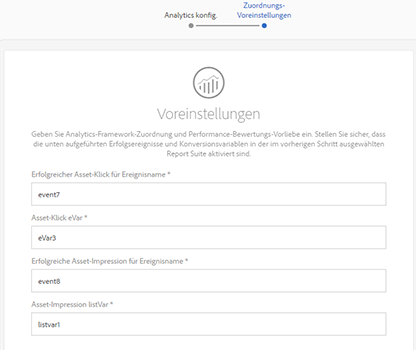 Analytics konfig.
Zuordnungs-
Voreinstellungen
Voreinstellungen
Geben Sie Analytics-Framework-Zuordnung und Performance-Bewertungs-Vorliebe ein. Stellen Sie sicher, dass
die unten aufgeführten Erfolgsereignisse und Konversionsvariablen in der im vorherigen Schritt ausgewählten
Report Suite aktiviert sind.
Erfolgreicher Asset-Klick für Ereignisname *
event7
Asset-Klick eVar *
eVar3
Erfolgreiche Asset-Impression für Ereignisname *
event8
Asset-Impression listVar *
listvar1